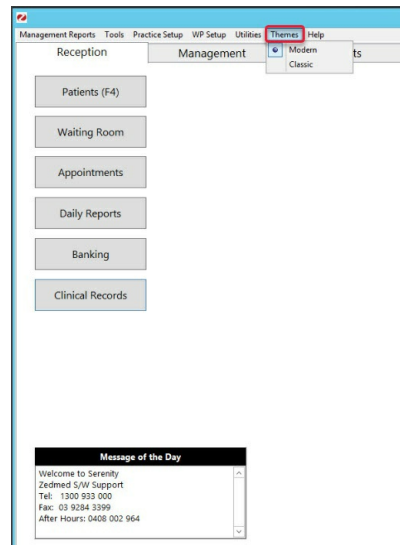 Management Reports Tools Practice Setup WP Setup Utilities Themes Help
Reception Management ts
Modern
Classic
Patients (F4)
Waiting Room
Appointments
Daily Reports
Banking
Clinical Records
Message of the Day
Welcome to Serenity
Zedmed S/W Support
Tel: 1300 933 000
Fax: 03 9284 3399
After Hours: 0408 002 964